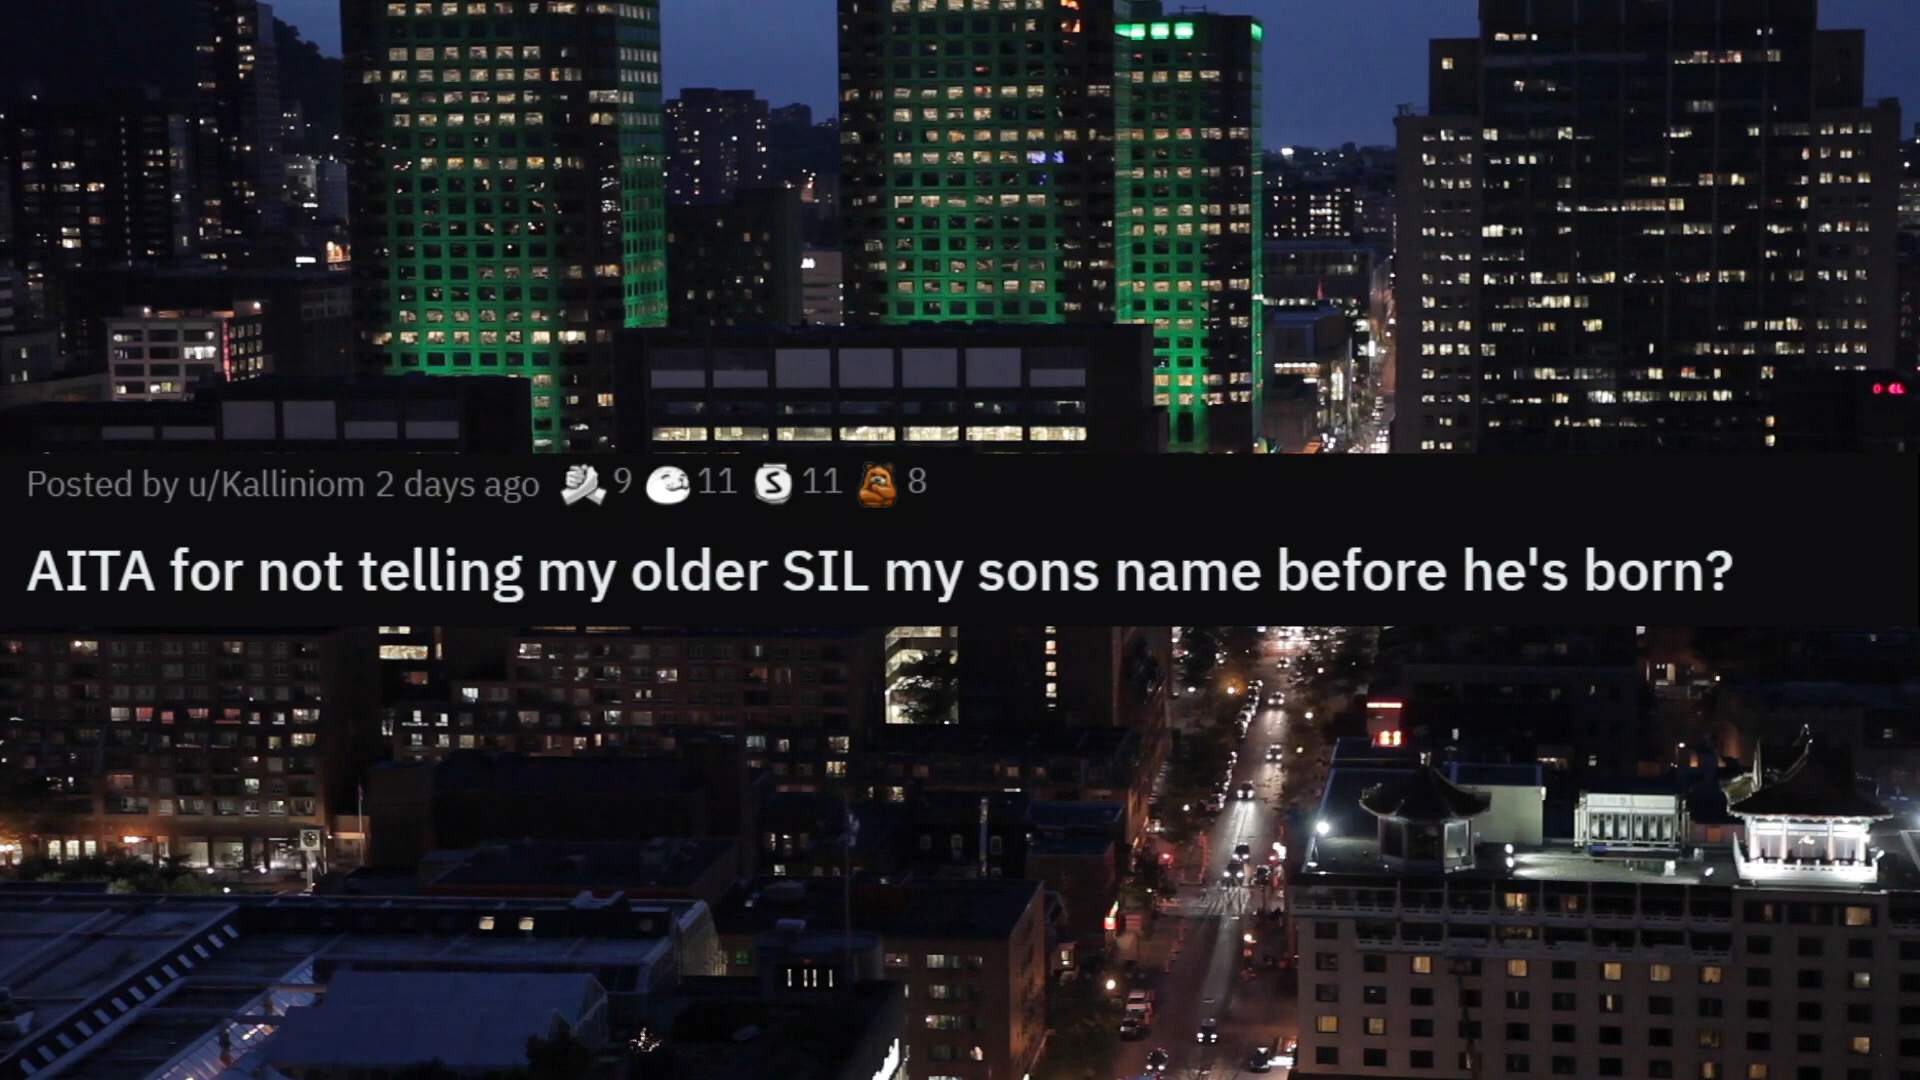 Posted by u/Kalliniom 2 days ago 9 11 S 11 8
AITA for not telling my older SIL my sons name before he's born?